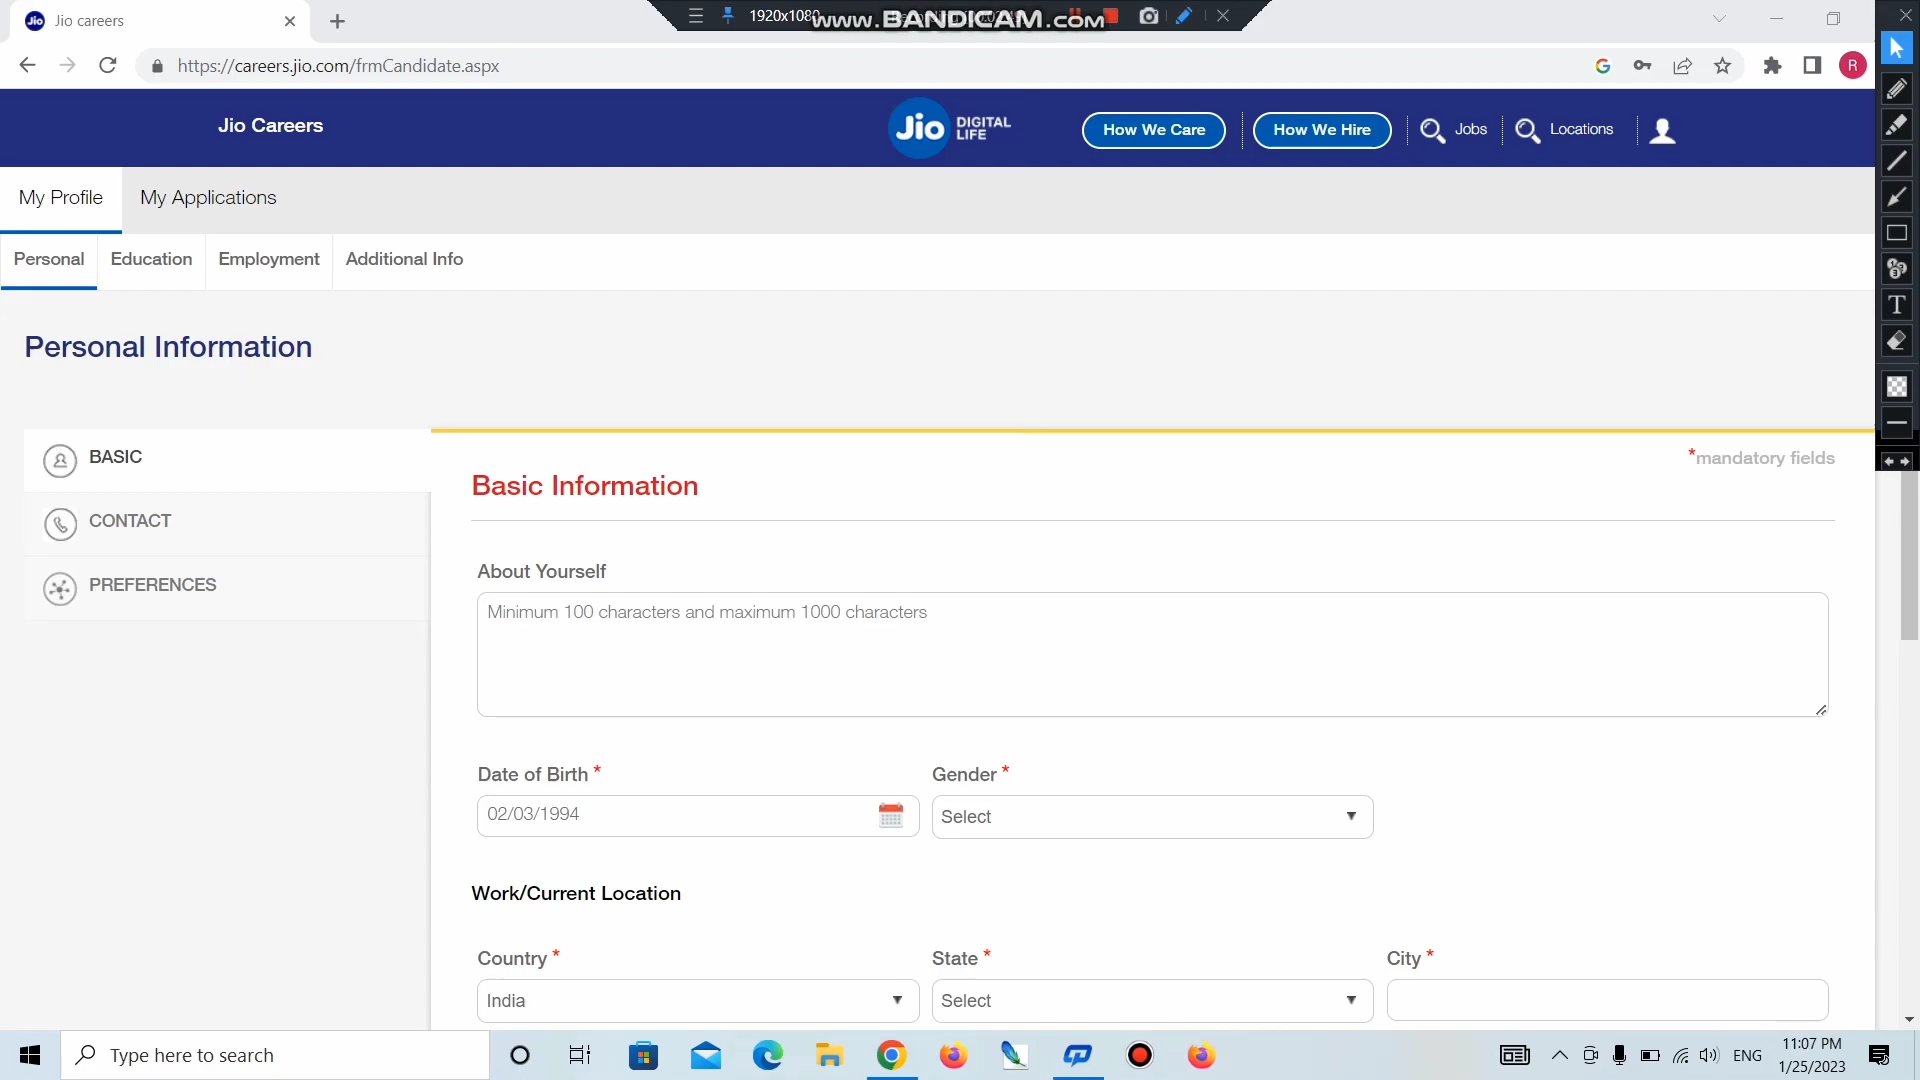 Jio careers
1920x1080
www.BANDICAM.com
https://careers.jio.com/frmCandidate.aspx
R
Jio Careers
Jio
DIGITAL
LIFE
How We Care
How We Hire
Jobs
Locations
My Profile
My Applications
Personal
Education
Employment
Additional Info
Personal Information
BASIC
CONTACT
PREFERENCES
*mandatory fields
Basic Information
About Yourself
Minimum 100 characters and maximum 1000 characters
Date of Birth *
Gender *
02/03/1994
Select
Work/Current Location
Country *
State *
City *
India
Select
Type here to search
ENG
11:07 PM
1/25/2023